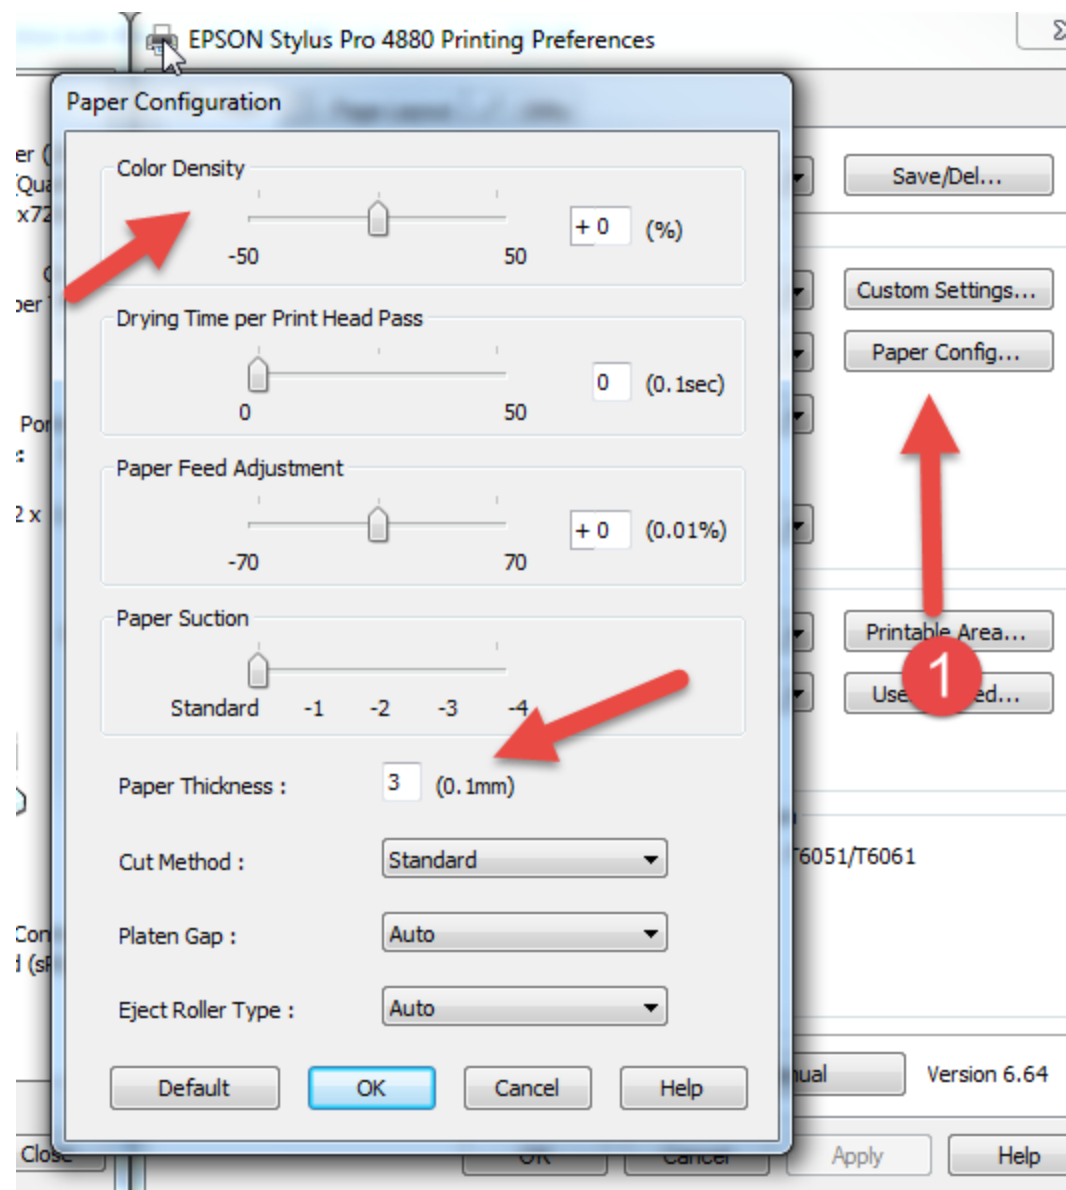 EPSON Stylus Pro 4880 Printing Preferences
Paper Configuration
Color Density
-50 50
+ 0 (%)
Drying Time per Print Head Pass
0 50
0 (0.1sec)
Paper Feed Adjustment
-70 70
+ 0 (0.01%)
Paper Suction
Standard -1 -2 -3 -4
Paper Thickness : 3 (0.1mm)
Cut Method : Standard
Platen Gap : Auto
Eject Roller Type : Auto
Default OK Cancel Help
Save/Del...
Custom Settings...
Paper Config...
Printable Area...
1
T6051/T6061
Version 6.64
Apply Help